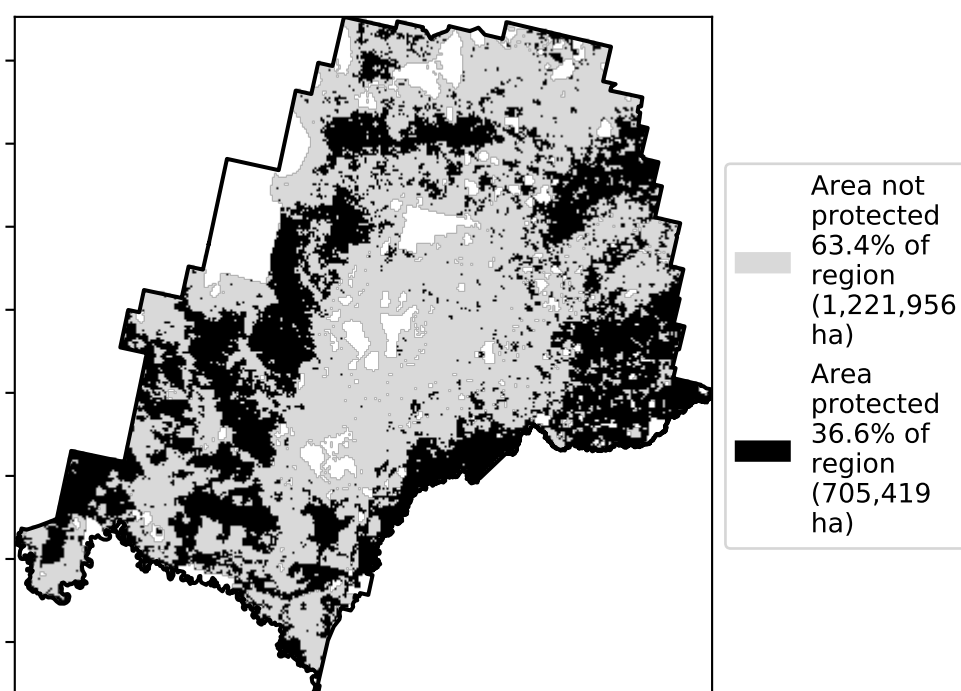 Area not
protected
63.4% of
region
(1,221,956
ha)
Area
protected
36.6% of
region
(705,419
ha)